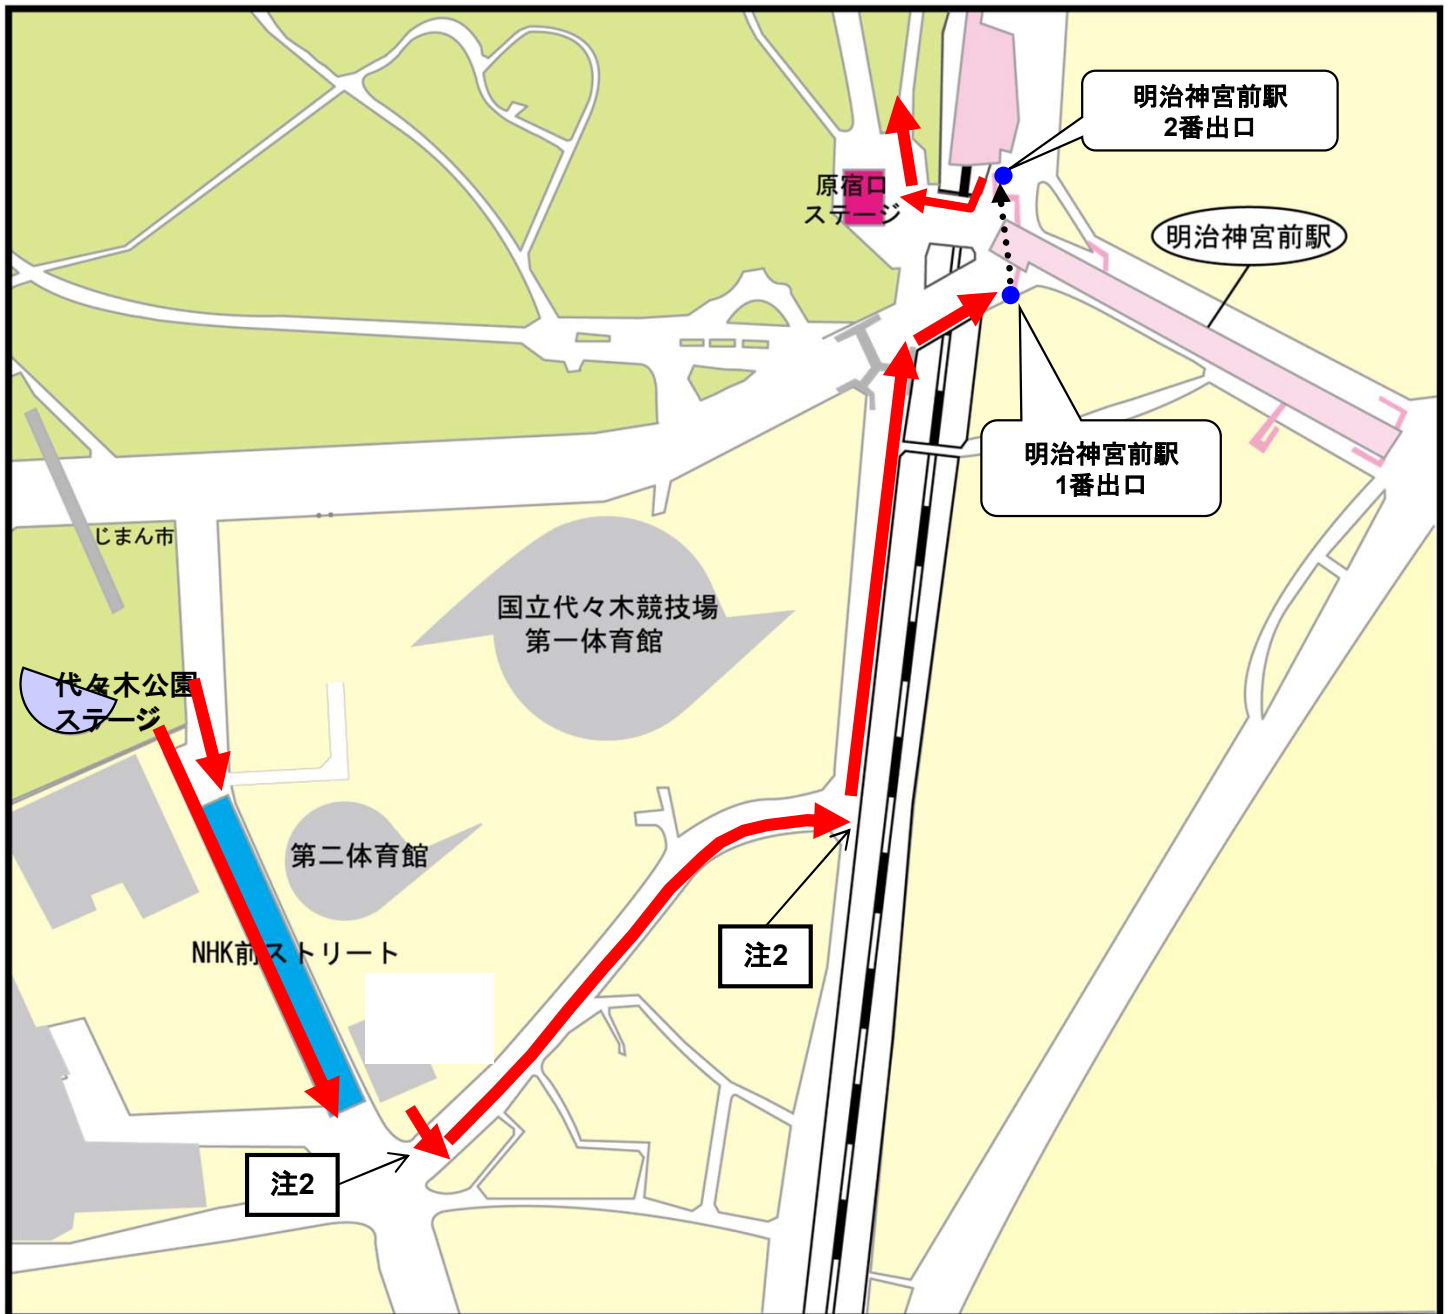 明治神宮前駅
2番出口
原宿口
ステージ
明治神宮前駅
明治神宮前駅
1番出口
じまん市
国立代々木競技場
第一体育館
代々木公園
ステージ
第二体育館
NHK前ストリート
注2
注2